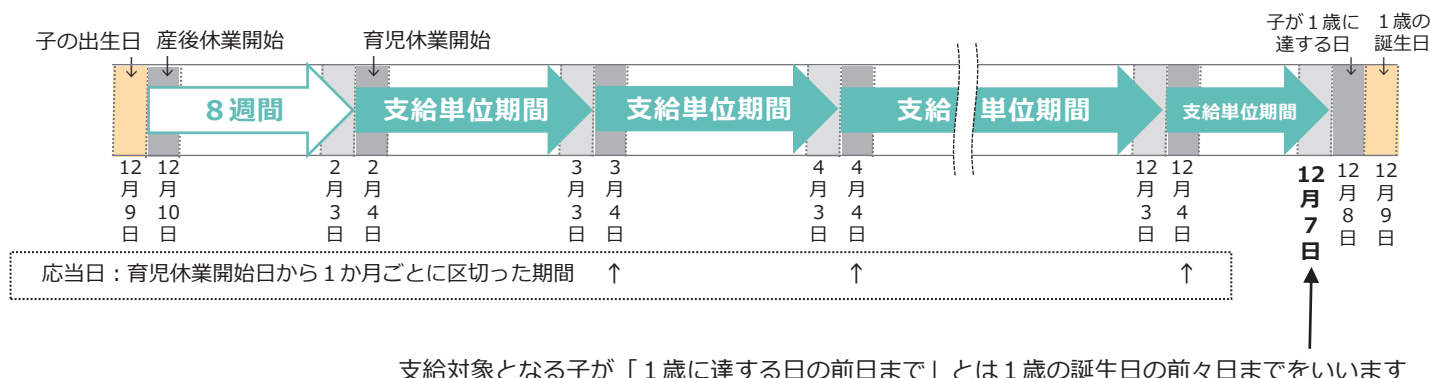 子が１歳に
達する日
１歳の
誕生日
子の出生日
産後休業開始
育児休業開始
８週間
支給単位期間
支給単位期間
支給単位期間
支給単位期間
12月9日
12月10日
2月3日
2月4日
3月3日
3月4日
4月3日
4月4日
12月3日
12月4日
12月7日
12月8日
12月9日
応当日：育児休業開始日から１か月ごとに区切った期間 ↑ ↑ ↑
支給対象となる子が「１歳に達する日の前日まで」とは１歳の誕生日の前々日までをいいます